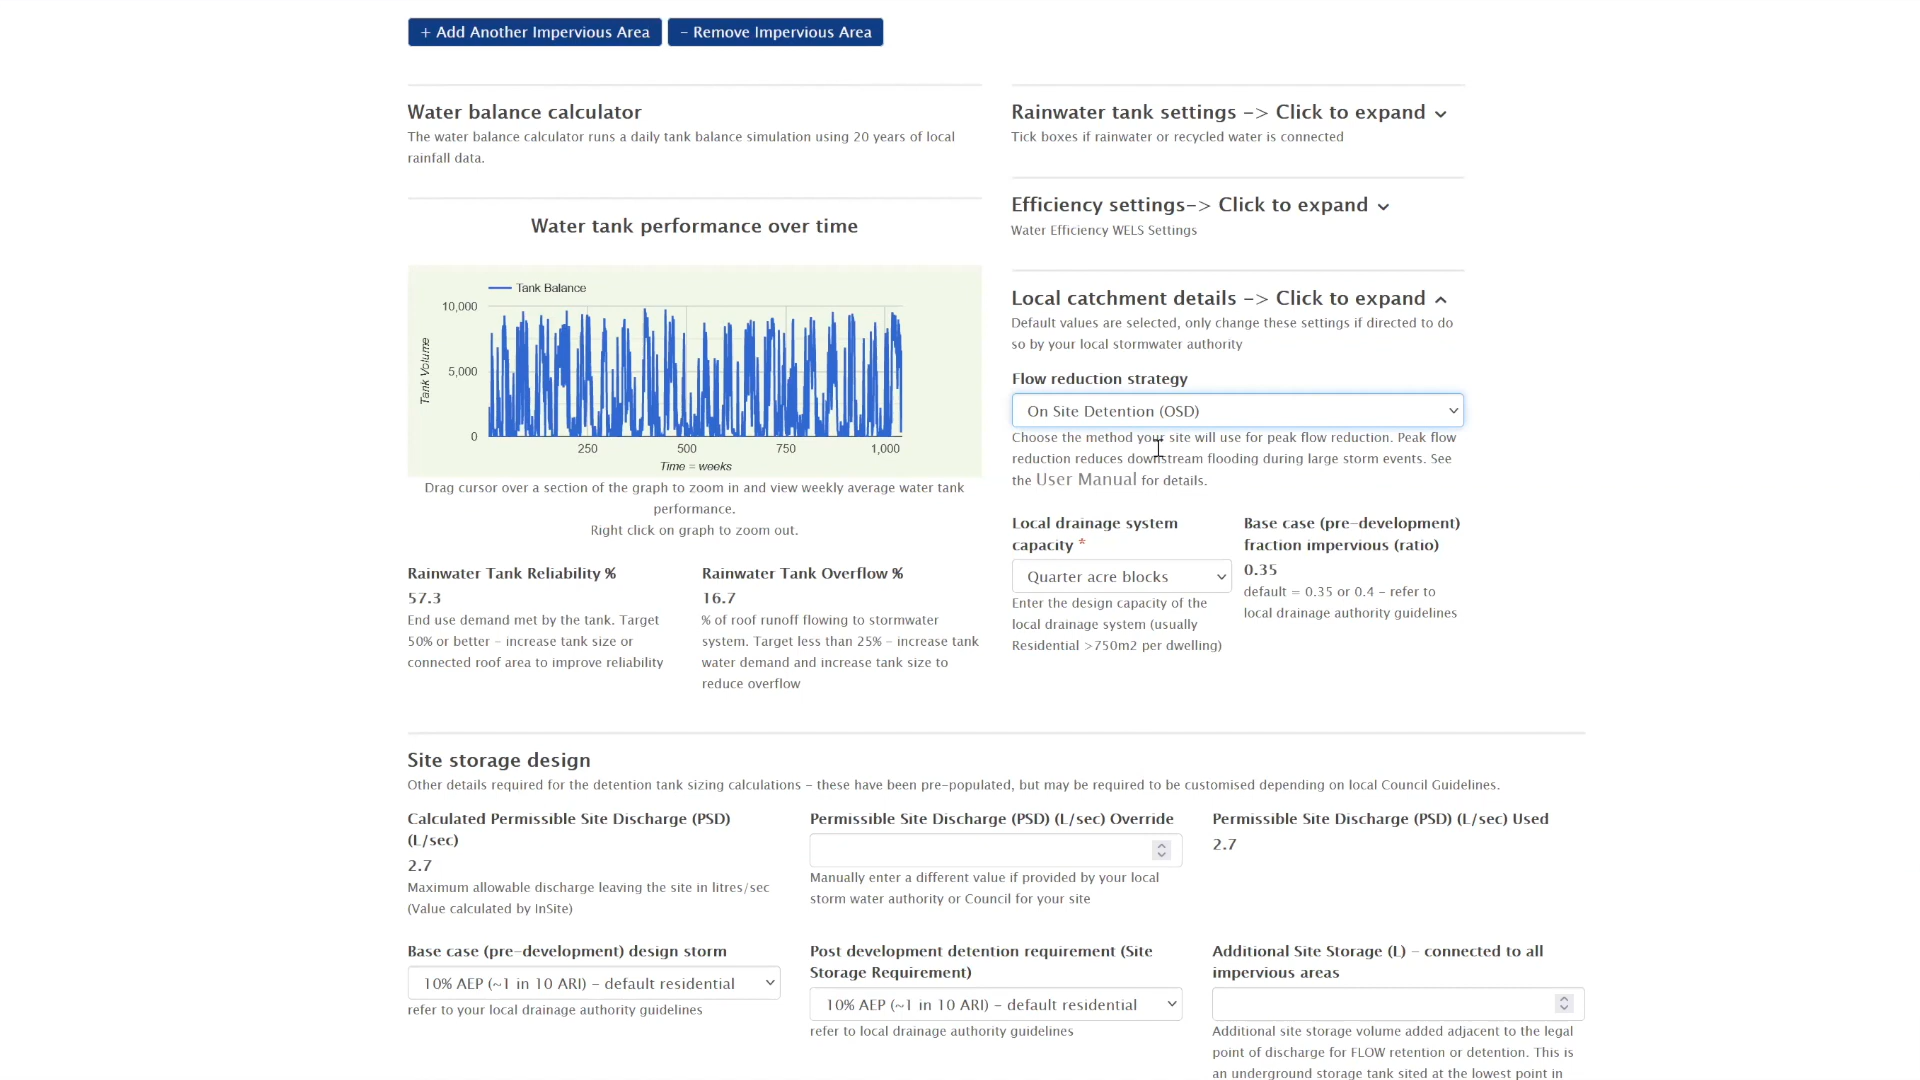 + Add Another Impervious Area
- Remove Impervious Area
Water balance calculator
The water balance calculator runs a daily tank balance simulation using 20 years of local
rainfall data.
Water tank performance over time
Tank Balance
10,000
5,000
0
Tank Volume
250
500
750
1,000
Time = weeks
Drag cursor over a section of the graph to zoom in and view weekly average water tank
performance.
Right click on graph to zoom out.
Rainwater Tank Reliability %
57.3
End use demand met by the tank. Target
50% or better - increase tank size or
connected roof area to improve reliability
Rainwater Tank Overflow %
16.7
% of roof runoff flowing to stormwater
system. Target less than 25% - increase tank
water demand and increase tank size to
reduce overflow
Rainwater tank settings -> Click to expand
Tick boxes if rainwater or recycled water is connected
Efficiency settings-> Click to expand
Water Efficiency WELS Settings
Local catchment details -> Click to expand
Default values are selected, only change these settings if directed to do
so by your local stormwater authority
Flow reduction strategy
On Site Detention (OSD)
Choose the method your site will use for peak flow reduction. Peak flow
reduction reduces downstream flooding during large storm events. See
the User Manual for details.
Local drainage system
capacity *
Quarter acre blocks
Enter the design capacity of the
local drainage system (usually
Residential >750m2 per dwelling)
Base case (pre-development)
fraction impervious (ratio)
0.35
default = 0.35 or 0.4 - refer to
local drainage authority guidelines
Site storage design
Other details required for the detention tank sizing calculations - these have been pre-populated, but may be required to be customised depending on local Council Guidelines.
Calculated Permissible Site Discharge (PSD)
(L/sec)
2.7
Maximum allowable discharge leaving the site in litres/sec
(Value calculated by InSite)
Permissible Site Discharge (PSD) (L/sec) Override
Manually enter a different value if provided by your local
storm water authority or Council for your site
Permissible Site Discharge (PSD) (L/sec) Used
2.7
Base case (pre-development) design storm
10% AEP (~1 in 10 ARI) - default residential
refer to your local drainage authority guidelines
Post development detention requirement (Site
Storage Requirement)
10% AEP (~1 in 10 ARI) - default residential
refer to local drainage authority guidelines
Additional Site Storage (L) - connected to all
impervious areas
Additional site storage volume added adjacent to the legal
point of discharge for FLOW retention or detention. This is
an underground storage tank sited at the lowest point in